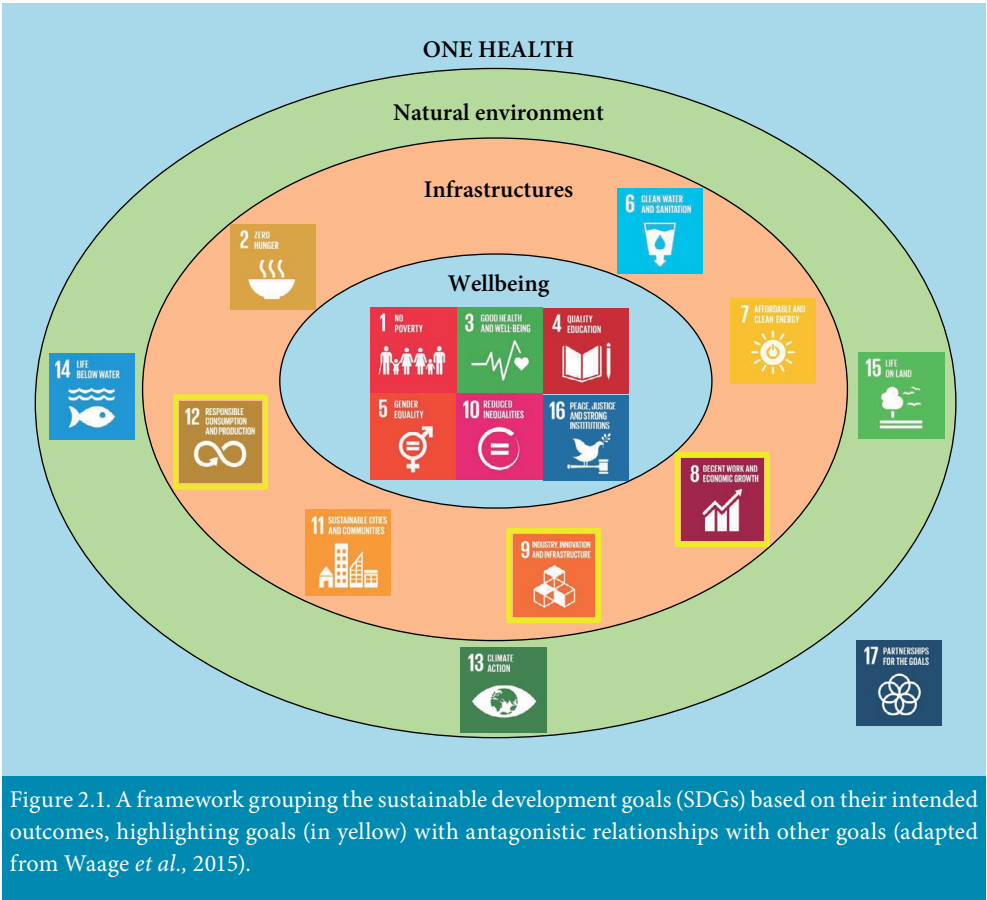 ONE HEALTH
Natural environment
Infrastructures
6 CLEAN WATER
AND SANITATION
2 ZERO
HUNGER
Wellbeing
7 AFFORDABLE AND
CLEAN ENERGY
1 NO
POVERTY
3 GOOD HEALTH
AND WELL-BEING
4 QUALITY
EDUCATION
14 LIFE
BELOW WATER
15 LIFE
ON LAND
12 RESPONSIBLE
CONSUMPTION
AND PRODUCTION
5 GENDER
EQUALITY
10 REDUCED
INEQUALITIES
16 PEACE, JUSTICE
AND STRONG
INSTITUTIONS
8 DECENT WORK AND
ECONOMIC GROWTH
11 SUSTAINABLE CITIES
AND COMMUNITIES
9 INDUSTRY, INNOVATION
AND INFRASTRUCTURE
13 CLIMATE
ACTION
17 PARTNERSHIPS
FOR THE GOALS
Figure 2.1. A framework grouping the sustainable development goals (SDGs) based on their intended
outcomes, highlighting goals (in yellow) with antagonistic relationships with other goals (adapted
from Waage et al., 2015).